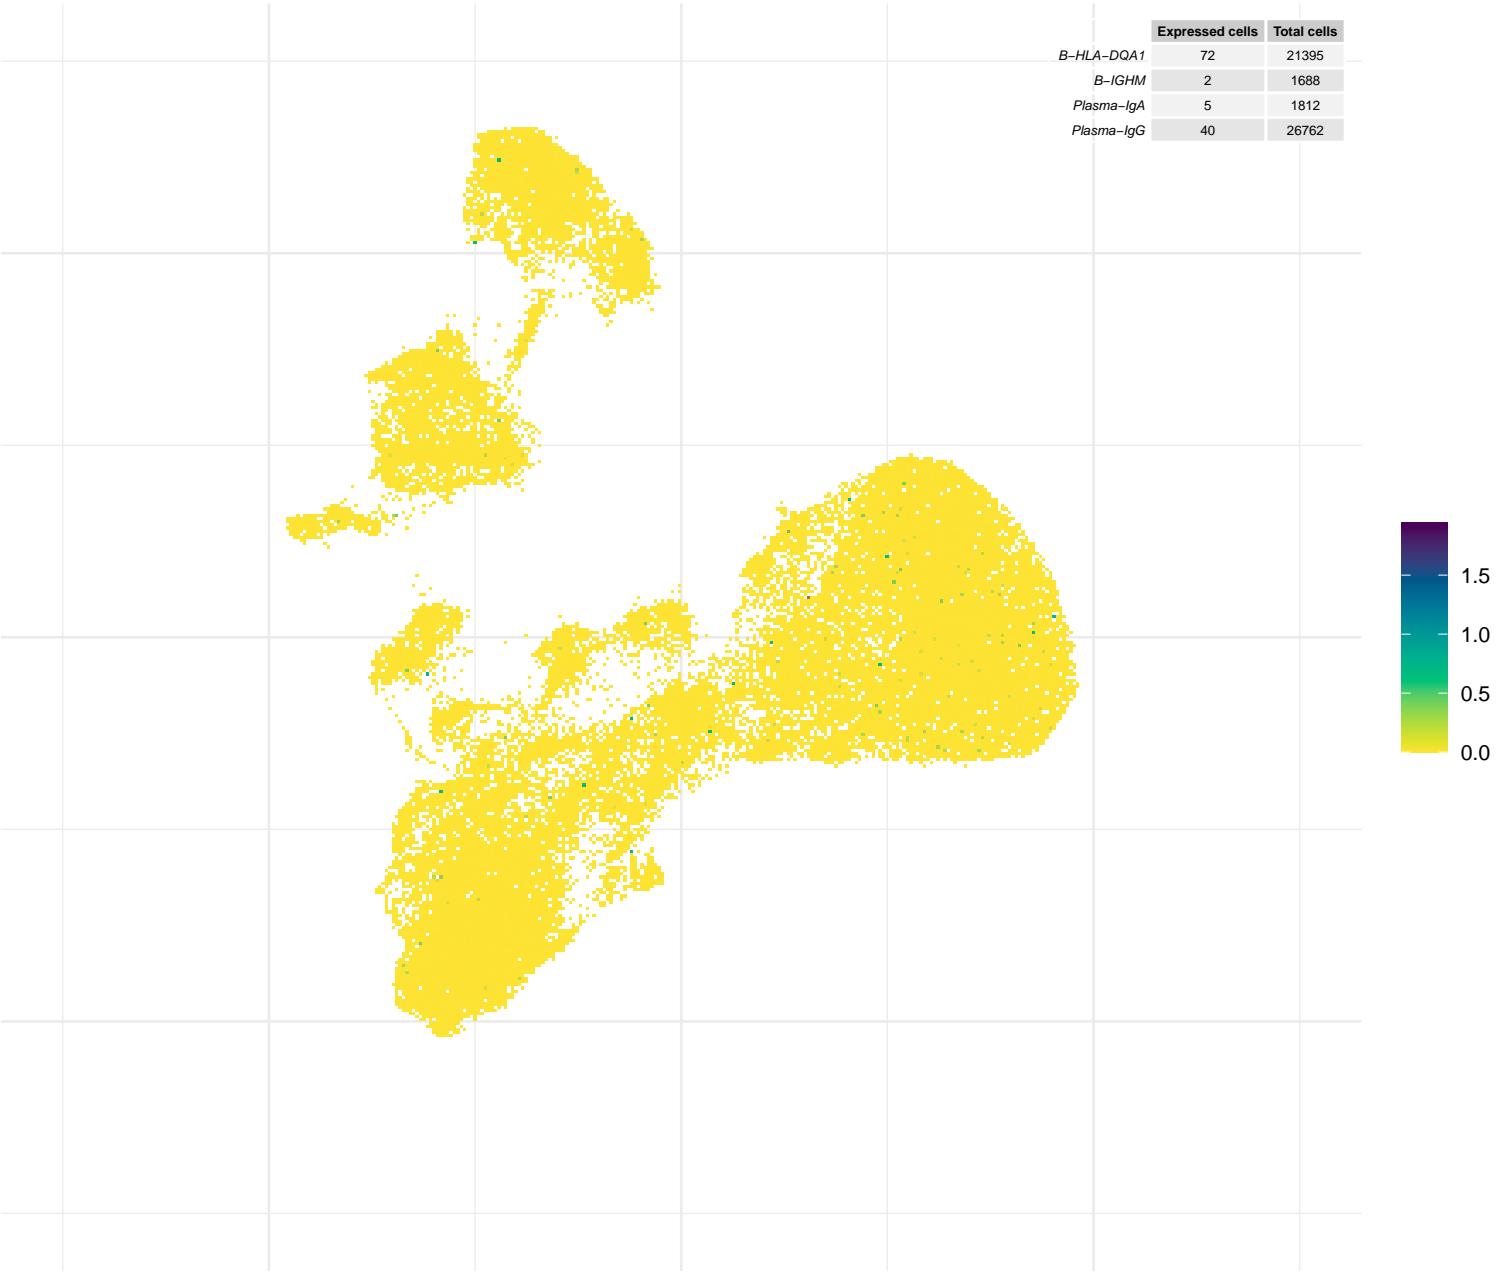 Expressed cells Total cells
B−HLA−DQA1 72 21395
B−IGHM 2 1688
Plasma−IgA 5 1812
Plasma−IgG 40 26762
1.5
1.0
0.5
0.0